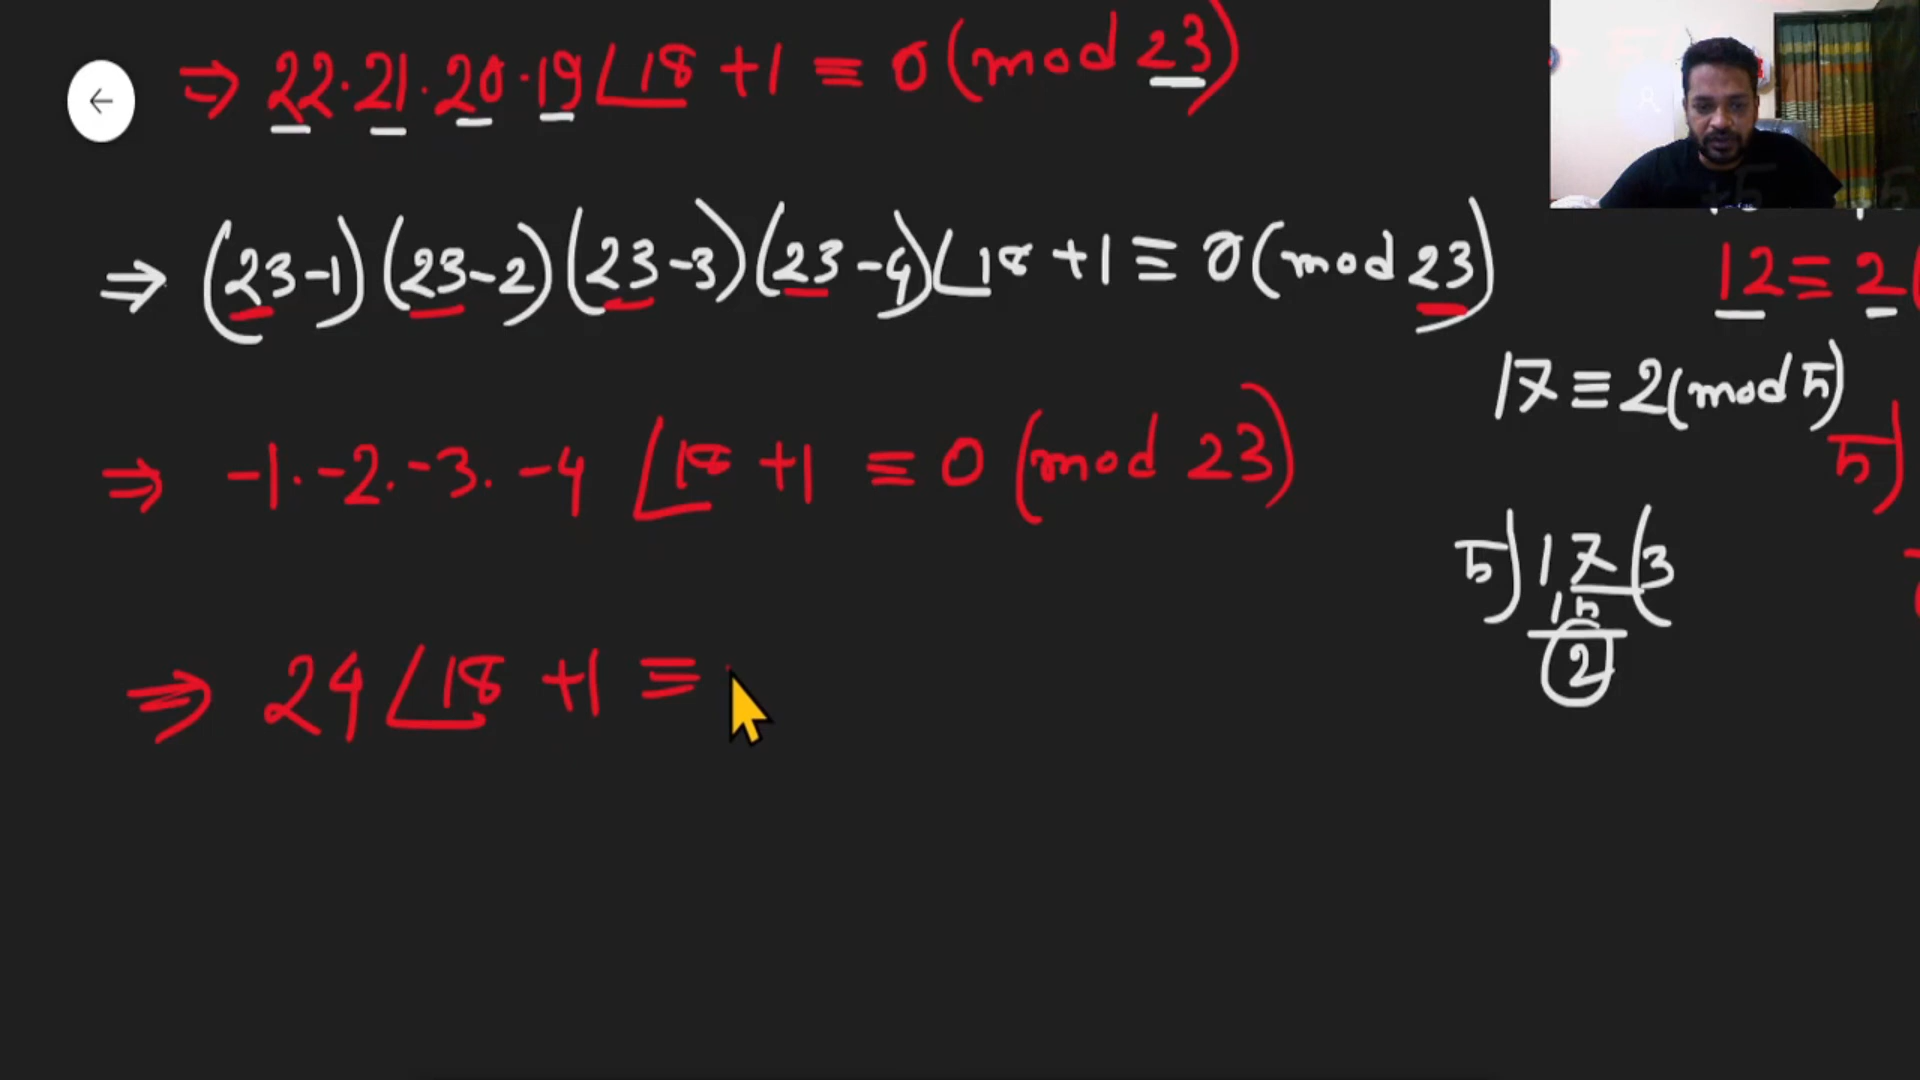 ⇒ 22·21·20·19∠18 +1 ≡ 0 (mod 23)
⇒ (23-1)(23-2)(23-3)(23-4)∠18 +1 ≡ 0 (mod 23)
⇒ -1·-2·-3·-4 ∠18 +1 ≡ 0 (mod 23)
⇒ 24∠18 +1 ≡
12 ≡ 2 (
17 ≡ 2 (mod 5)
5)
5)17(3
15
2